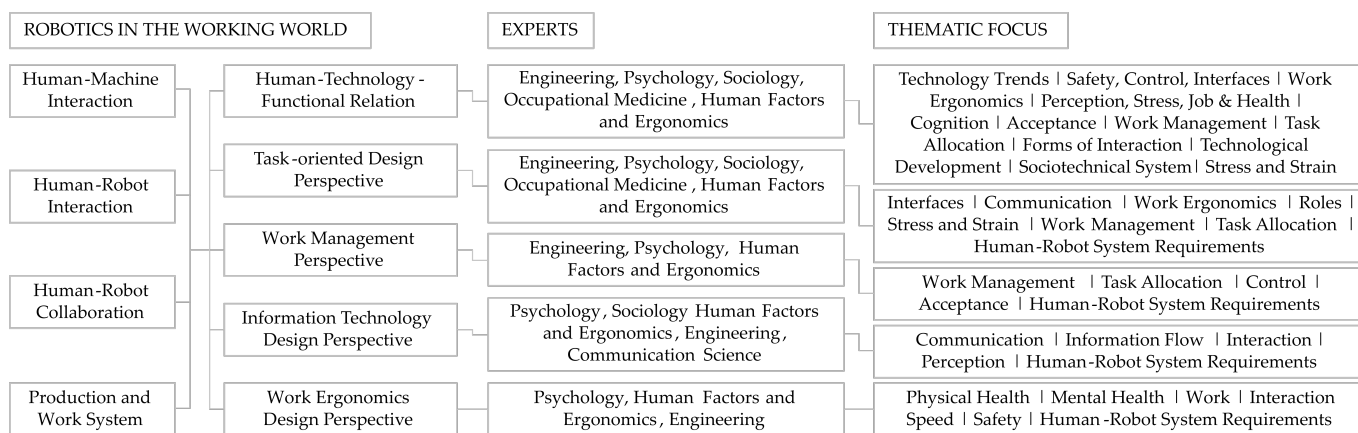 ROBOTICS IN THE WORKING WORLD
EXPERTS
THEMATIC FOCUS
Human-Machine
Interaction
Human-Robot
Interaction
Human-Robot
Collaboration
Production and
Work System
Human-Technology -
Functional Relation
Task-oriented Design
Perspective
Work Management
Perspective
Information Technology
Design Perspective
Work Ergonomics
Design Perspective
Engineering, Psychology, Sociology,
Occupational Medicine , Human Factors
and Ergonomics
Engineering, Psychology, Sociology,
Occupational Medicine , Human Factors
and Ergonomics
Engineering, Psychology, Human
Factors and Ergonomics
Psychology, Sociology Human Factors
and Ergonomics, Engineering,
Communication Science
Psychology, Human Factors and
Ergonomics, Engineering
Technology Trends | Safety, Control, Interfaces | Work
Ergonomics | Perception, Stress, Job & Health |
Cognition | Acceptance | Work Management | Task
Allocation | Forms of Interaction | Technological
Development | Sociotechnical System | Stress and Strain
Interfaces | Communication | Work Ergonomics | Roles |
Stress and Strain | Work Management | Task Allocation |
Human-Robot System Requirements
Work Management | Task Allocation | Control |
Acceptance | Human-Robot System Requirements
Communication | Information Flow | Interaction |
Perception | Human-Robot System Requirements
Physical Health | Mental Health | Work | Interaction
Speed | Safety | Human-Robot System Requirements